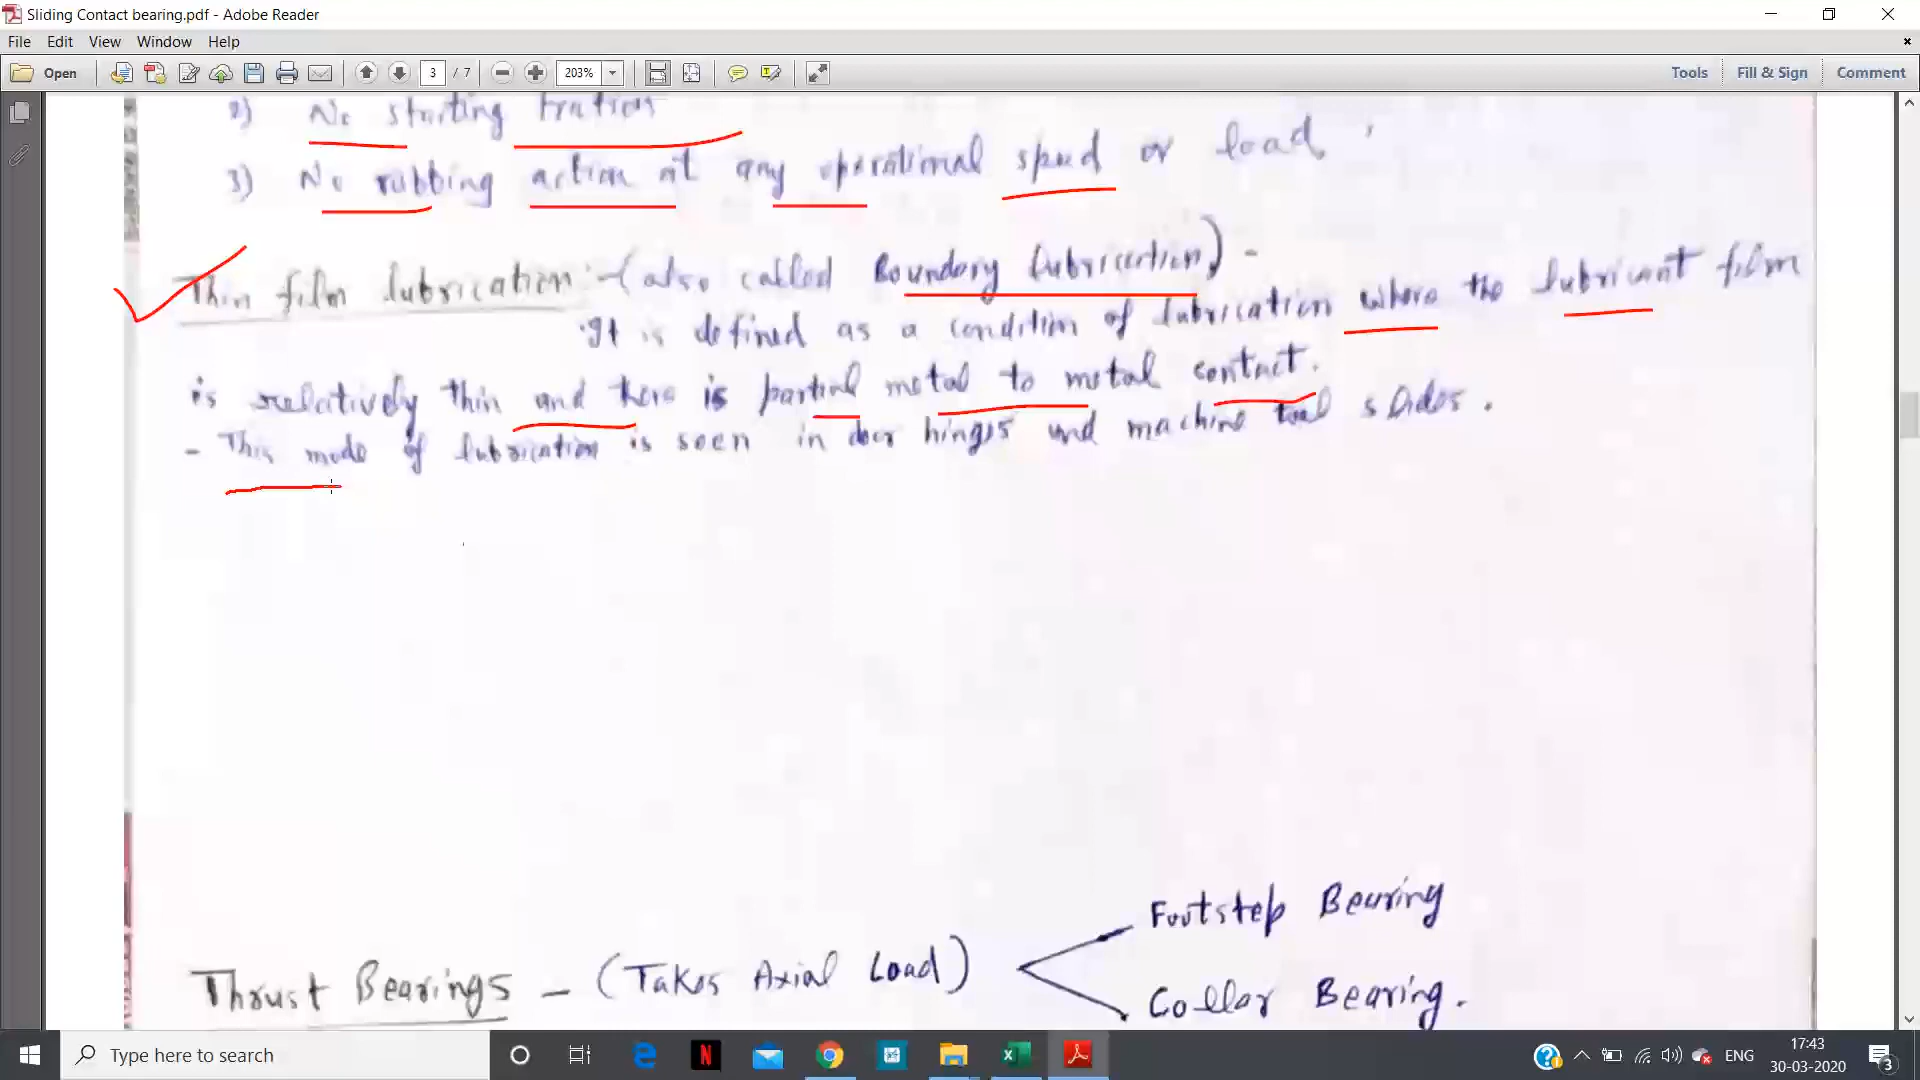 Sliding Contact bearing.pdf - Adobe Reader
File Edit View Window Help
Open 3 / 7 203% Tools Fill & Sign Comment
2) No starting friction
3) No rubbing action at any operational speed or load.
Thin film lubrication :- (also called Boundary Lubrication) -
It is defined as a condition of lubrication where the lubricant film
is relatively thin and there is partial metal to metal contact.
- This mode of lubrication is seen in door hinges and machine tool slides.
Thrust Bearings - (Takes Axial Load)
Footstep Bearing
Collar Bearing.
Type here to search
ENG
17:43
30-03-2020
3